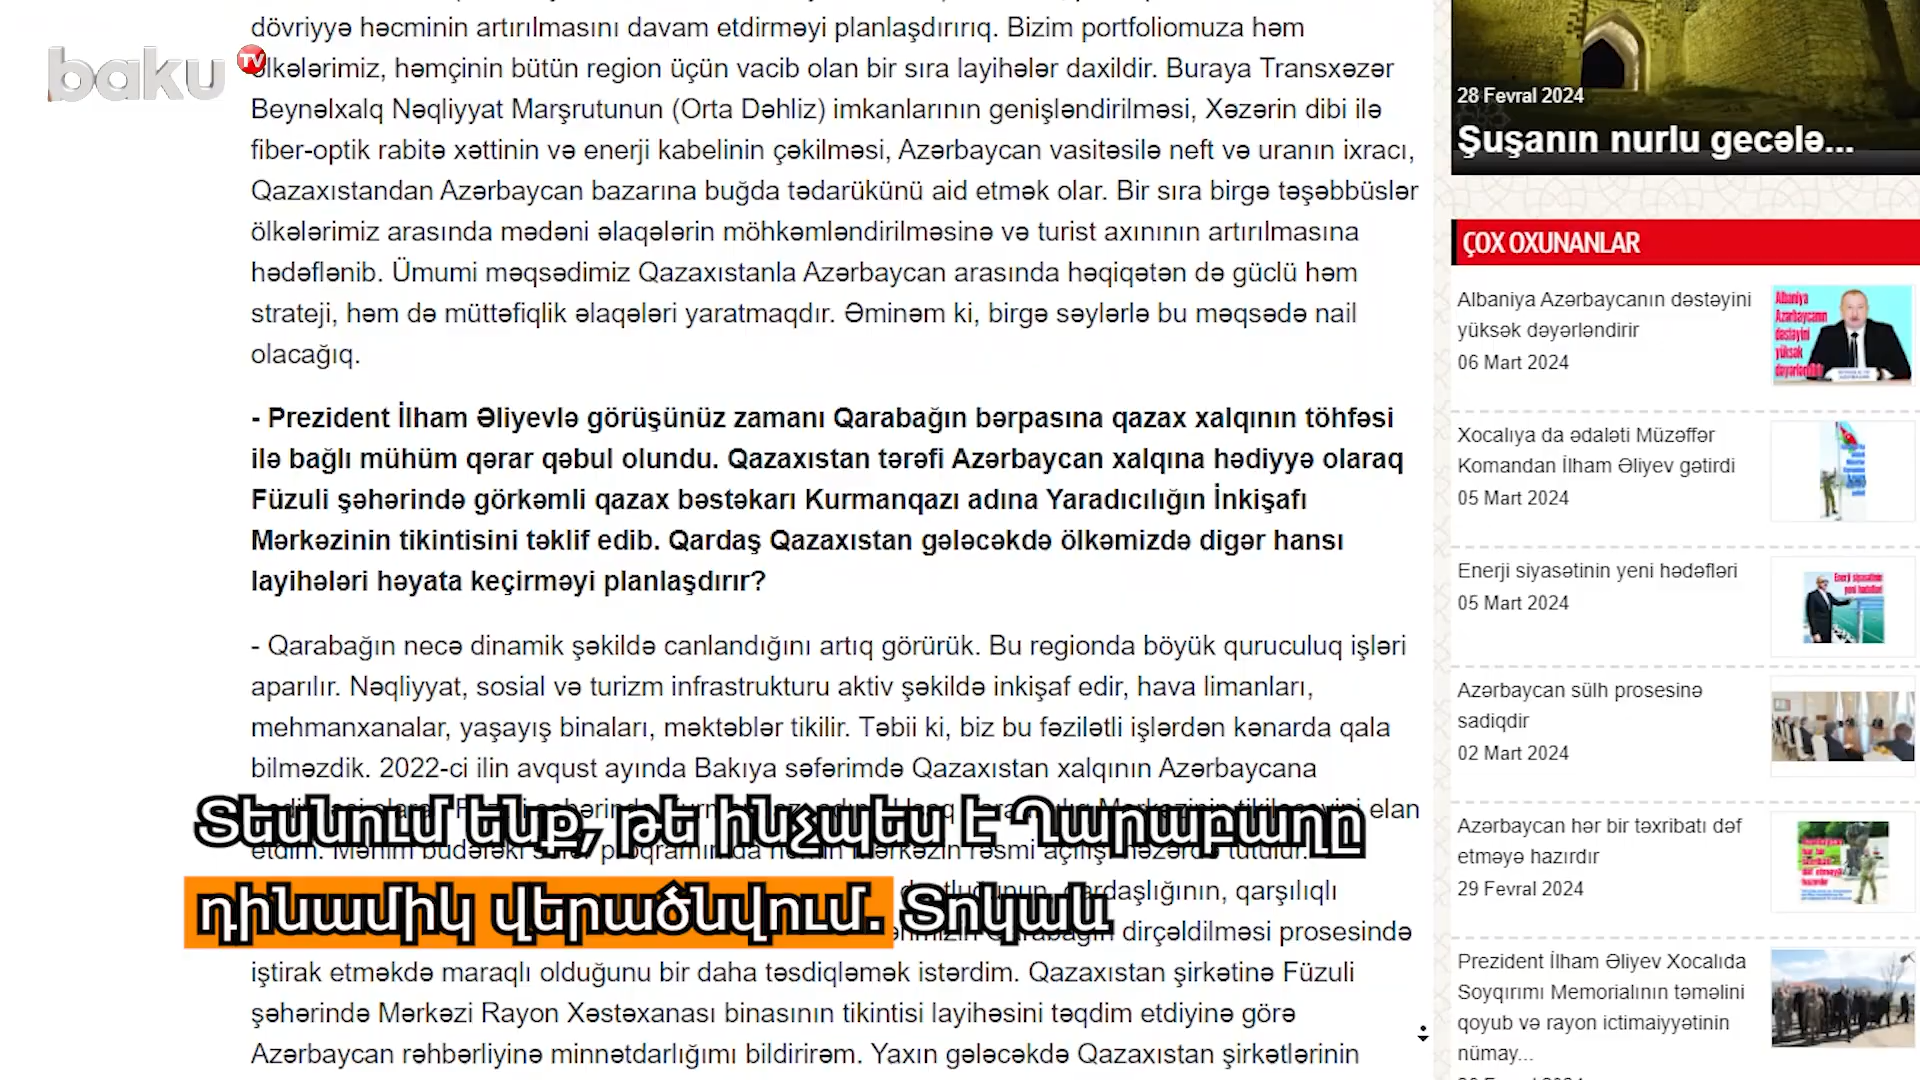 baku TV
dövriyyə həcminin artırılmasını davam etdirməyi planlaşdırırıq. Bizim portfoliomuza həm
ölkələrimiz, həmçinin bütün region üçün vacib olan bir sıra layihələr daxildir. Buraya Transxəzər
Beynəlxalq Nəqliyyat Marşrutunun (Orta Dəhliz) imkanlarının genişləndirilməsi, Xəzərin dibi ilə
fiber-optik rabitə xəttinin və enerji kabelinin çəkilməsi, Azərbaycan vasitəsilə neft və uranın ixracı,
Qazaxıstandan Azərbaycan bazarına buğda tədarükünü aid etmək olar. Bir sıra birgə təşəbbüslər
ölkələrimiz arasında mədəni əlaqələrin möhkəmləndirilməsinə və turist axınının artırılmasına
hədəflənib. Ümumi məqsədimiz Qazaxıstanla Azərbaycan arasında həqiqətən də güclü həm
strateji, həm də müttəfiqlik əlaqələri yaratmaqdır. Əminəm ki, birgə səylərlə bu məqsədə nail
olacağıq.
- Prezident İlham Əliyevlə görüşünüz zamanı Qarabağın bərpasına qazax xalqının töhfəsi
ilə bağlı mühüm qərar qəbul olundu. Qazaxıstan tərəfi Azərbaycan xalqına hədiyyə olaraq
Füzuli şəhərində görkəmli qazax bəstəkarı Kurmanqazı adına Yaradıcılığın İnkişafı
Mərkəzinin tikintisini təklif edib. Qardaş Qazaxıstan gələcəkdə ölkəmizdə digər hansı
layihələri həyata keçirməyi planlaşdırır?
- Qarabağın necə dinamik şəkildə canlandığını artıq görürük. Bu regionda böyük quruculuq işləri
aparılır. Nəqliyyat, sosial və turizm infrastrukturu aktiv şəkildə inkişaf edir, hava limanları,
mehmanxanalar, yaşayış binaları, məktəblər tikilir. Təbii ki, biz bu fəzilətli işlərdən kənarda qala
bilməzdik. 2022-ci ilin avqust ayında Bakıya səfərimdə Qazaxıstan xalqının Azərbaycana
elan
etdim.
qardaşlığının, qarşılıqlı
Qarabağın dirçəldilməsi prosesində
iştirak etməkdə maraqlı olduğunu bir daha təsdiqləmək istərdim. Qazaxıstan şirkətinə Füzuli
şəhərində Mərkəzi Rayon Xəstəxanası binasının tikintisi layihəsini təqdim etdiyinə görə
Azərbaycan rəhbərliyinə minnətdarlığımı bildirirəm. Yaxın gələcəkdə Qazaxıstan şirkətlərinin
Տեսնում ենք, թե ինչպես է Ղարաբաղը
դինամիկ վերածնվում. Տոկաև
28 Fevral 2024
Şuşanın nurlu gecələ...
ÇOX OXUNANLAR
Albaniya Azərbaycanın dəstəyini
yüksək dəyərləndirir
06 Mart 2024
Albaniya
Azərbaycanın
dəstəyini
yüksək
dəyərləndirir
Xocalıya da ədaləti Müzəffər
Komandan İlham Əliyev gətirdi
05 Mart 2024
Enerji siyasətinin yeni hədəfləri
05 Mart 2024
Enerji siyasətinin
yeni hədəfləri
Azərbaycan sülh prosesinə
sadiqdir
02 Mart 2024
Azərbaycan hər bir təxribatı dəf
etməyə hazırdır
29 Fevral 2024
Prezident İlham Əliyev Xocalıda
Soyqırımı Memorialının təməlini
qoyub və rayon ictimaiyyətinin
nümay...